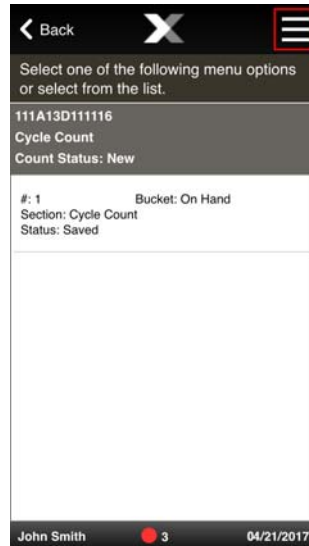 Back
Select one of the following menu options
or select from the list.
111A13D111116
Cycle Count
Count Status: New
#: 1 Bucket: On Hand
Section: Cycle Count
Status: Saved
John Smith 3 04/21/2017